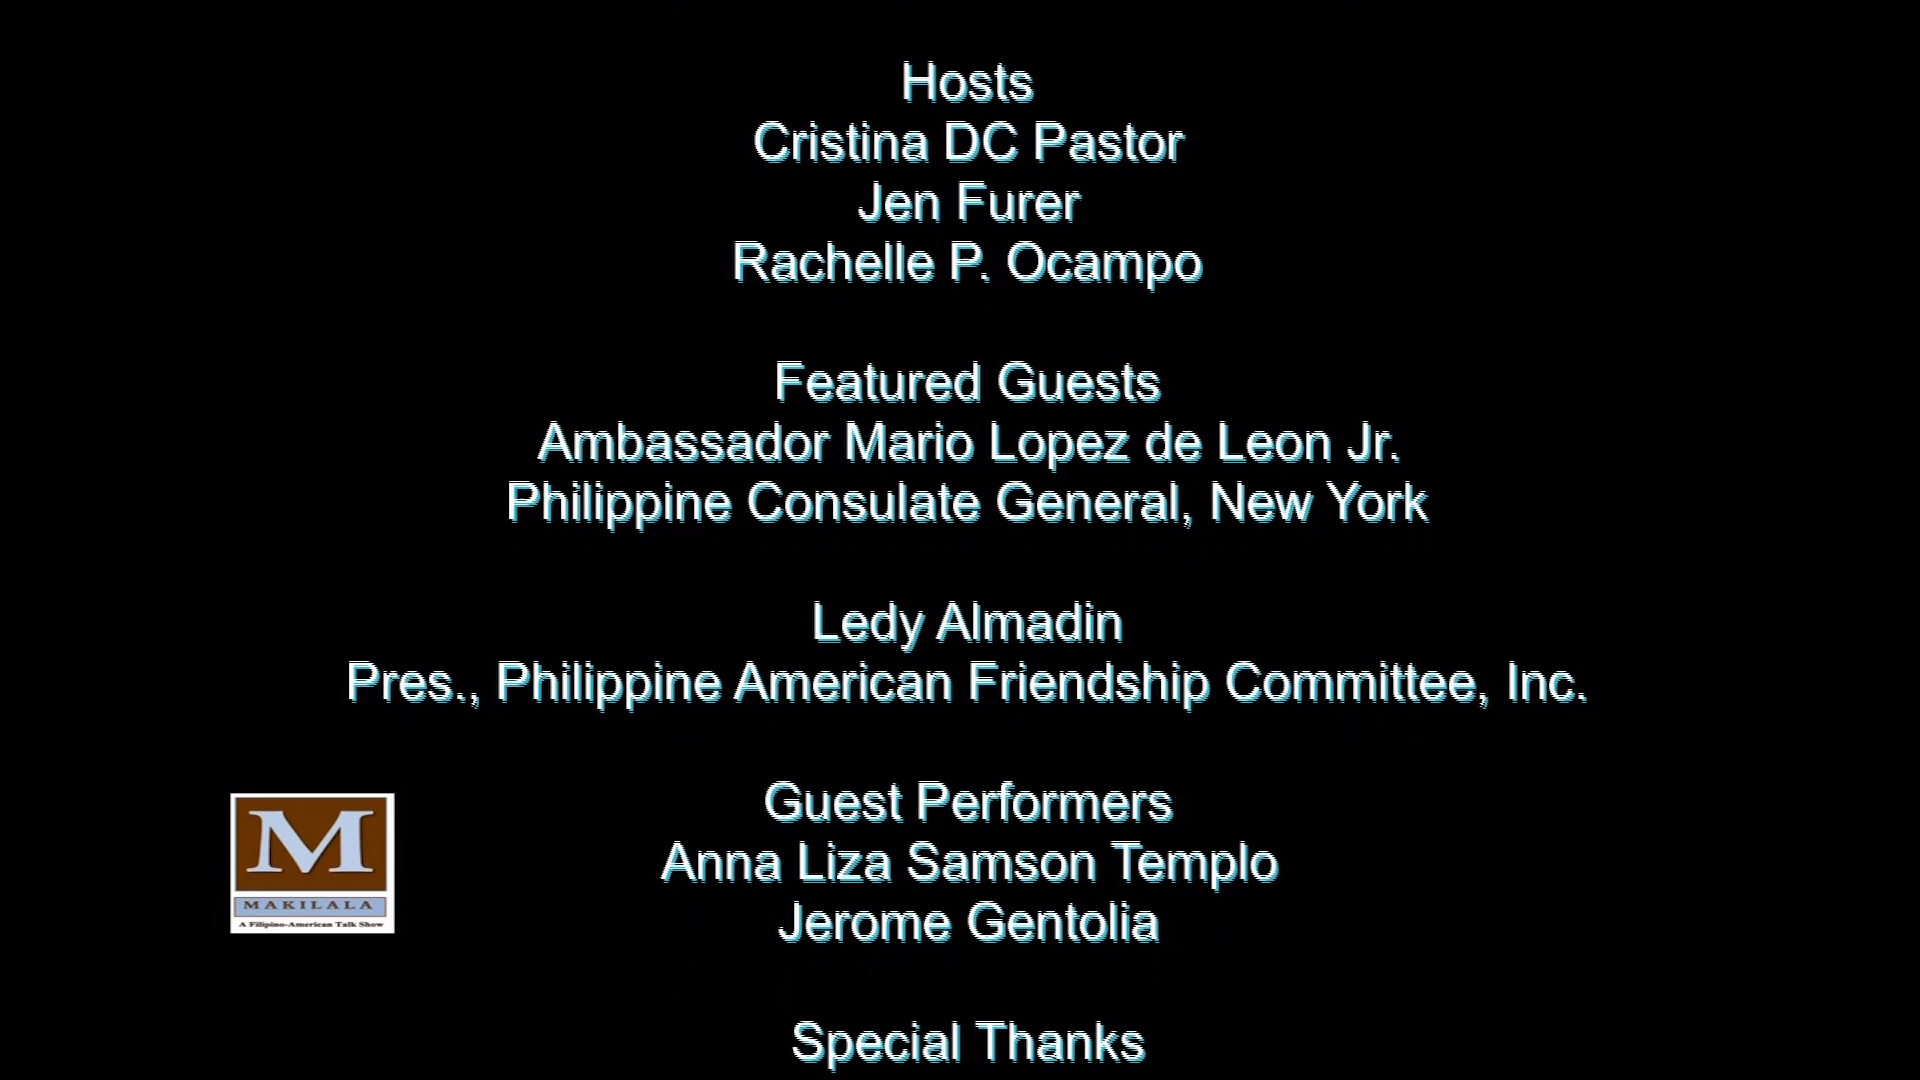 Hosts
Cristina DC Pastor
Jen Furer
Rachelle P. Ocampo
Featured Guests
Ambassador Mario Lopez de Leon Jr.
Philippine Consulate General, New York
Ledy Almadin
Pres., Philippine American Friendship Committee, Inc.
Guest Performers
Anna Liza Samson Templo
Jerome Gentolia
M
MAKILALA
A Filipino-American Talk Show
Special Thanks